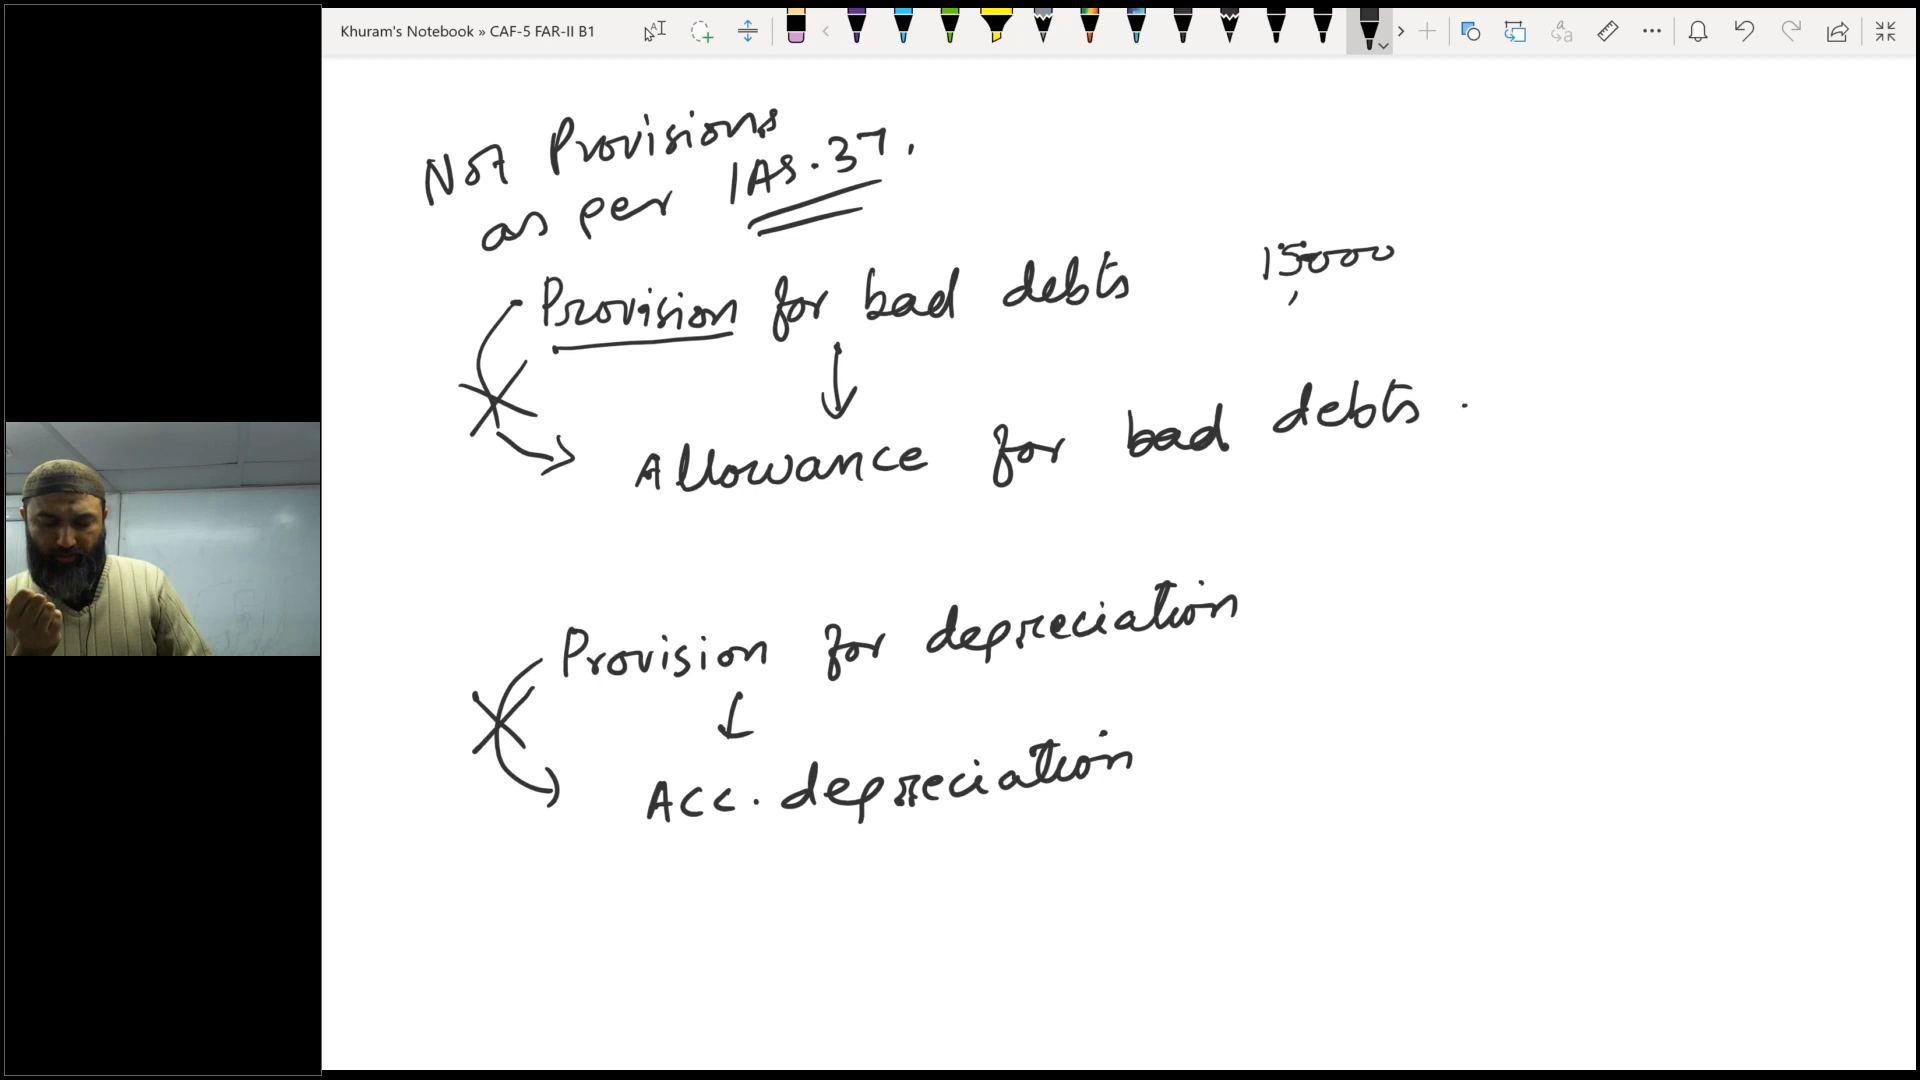 Khuram's Notebook » CAF-5 FAR-II B1
Not Provisions
as per IAS.37.
Provision for bad debts 15000
Allowance for bad debts.
Provision for depreciation
Acc. depreciation